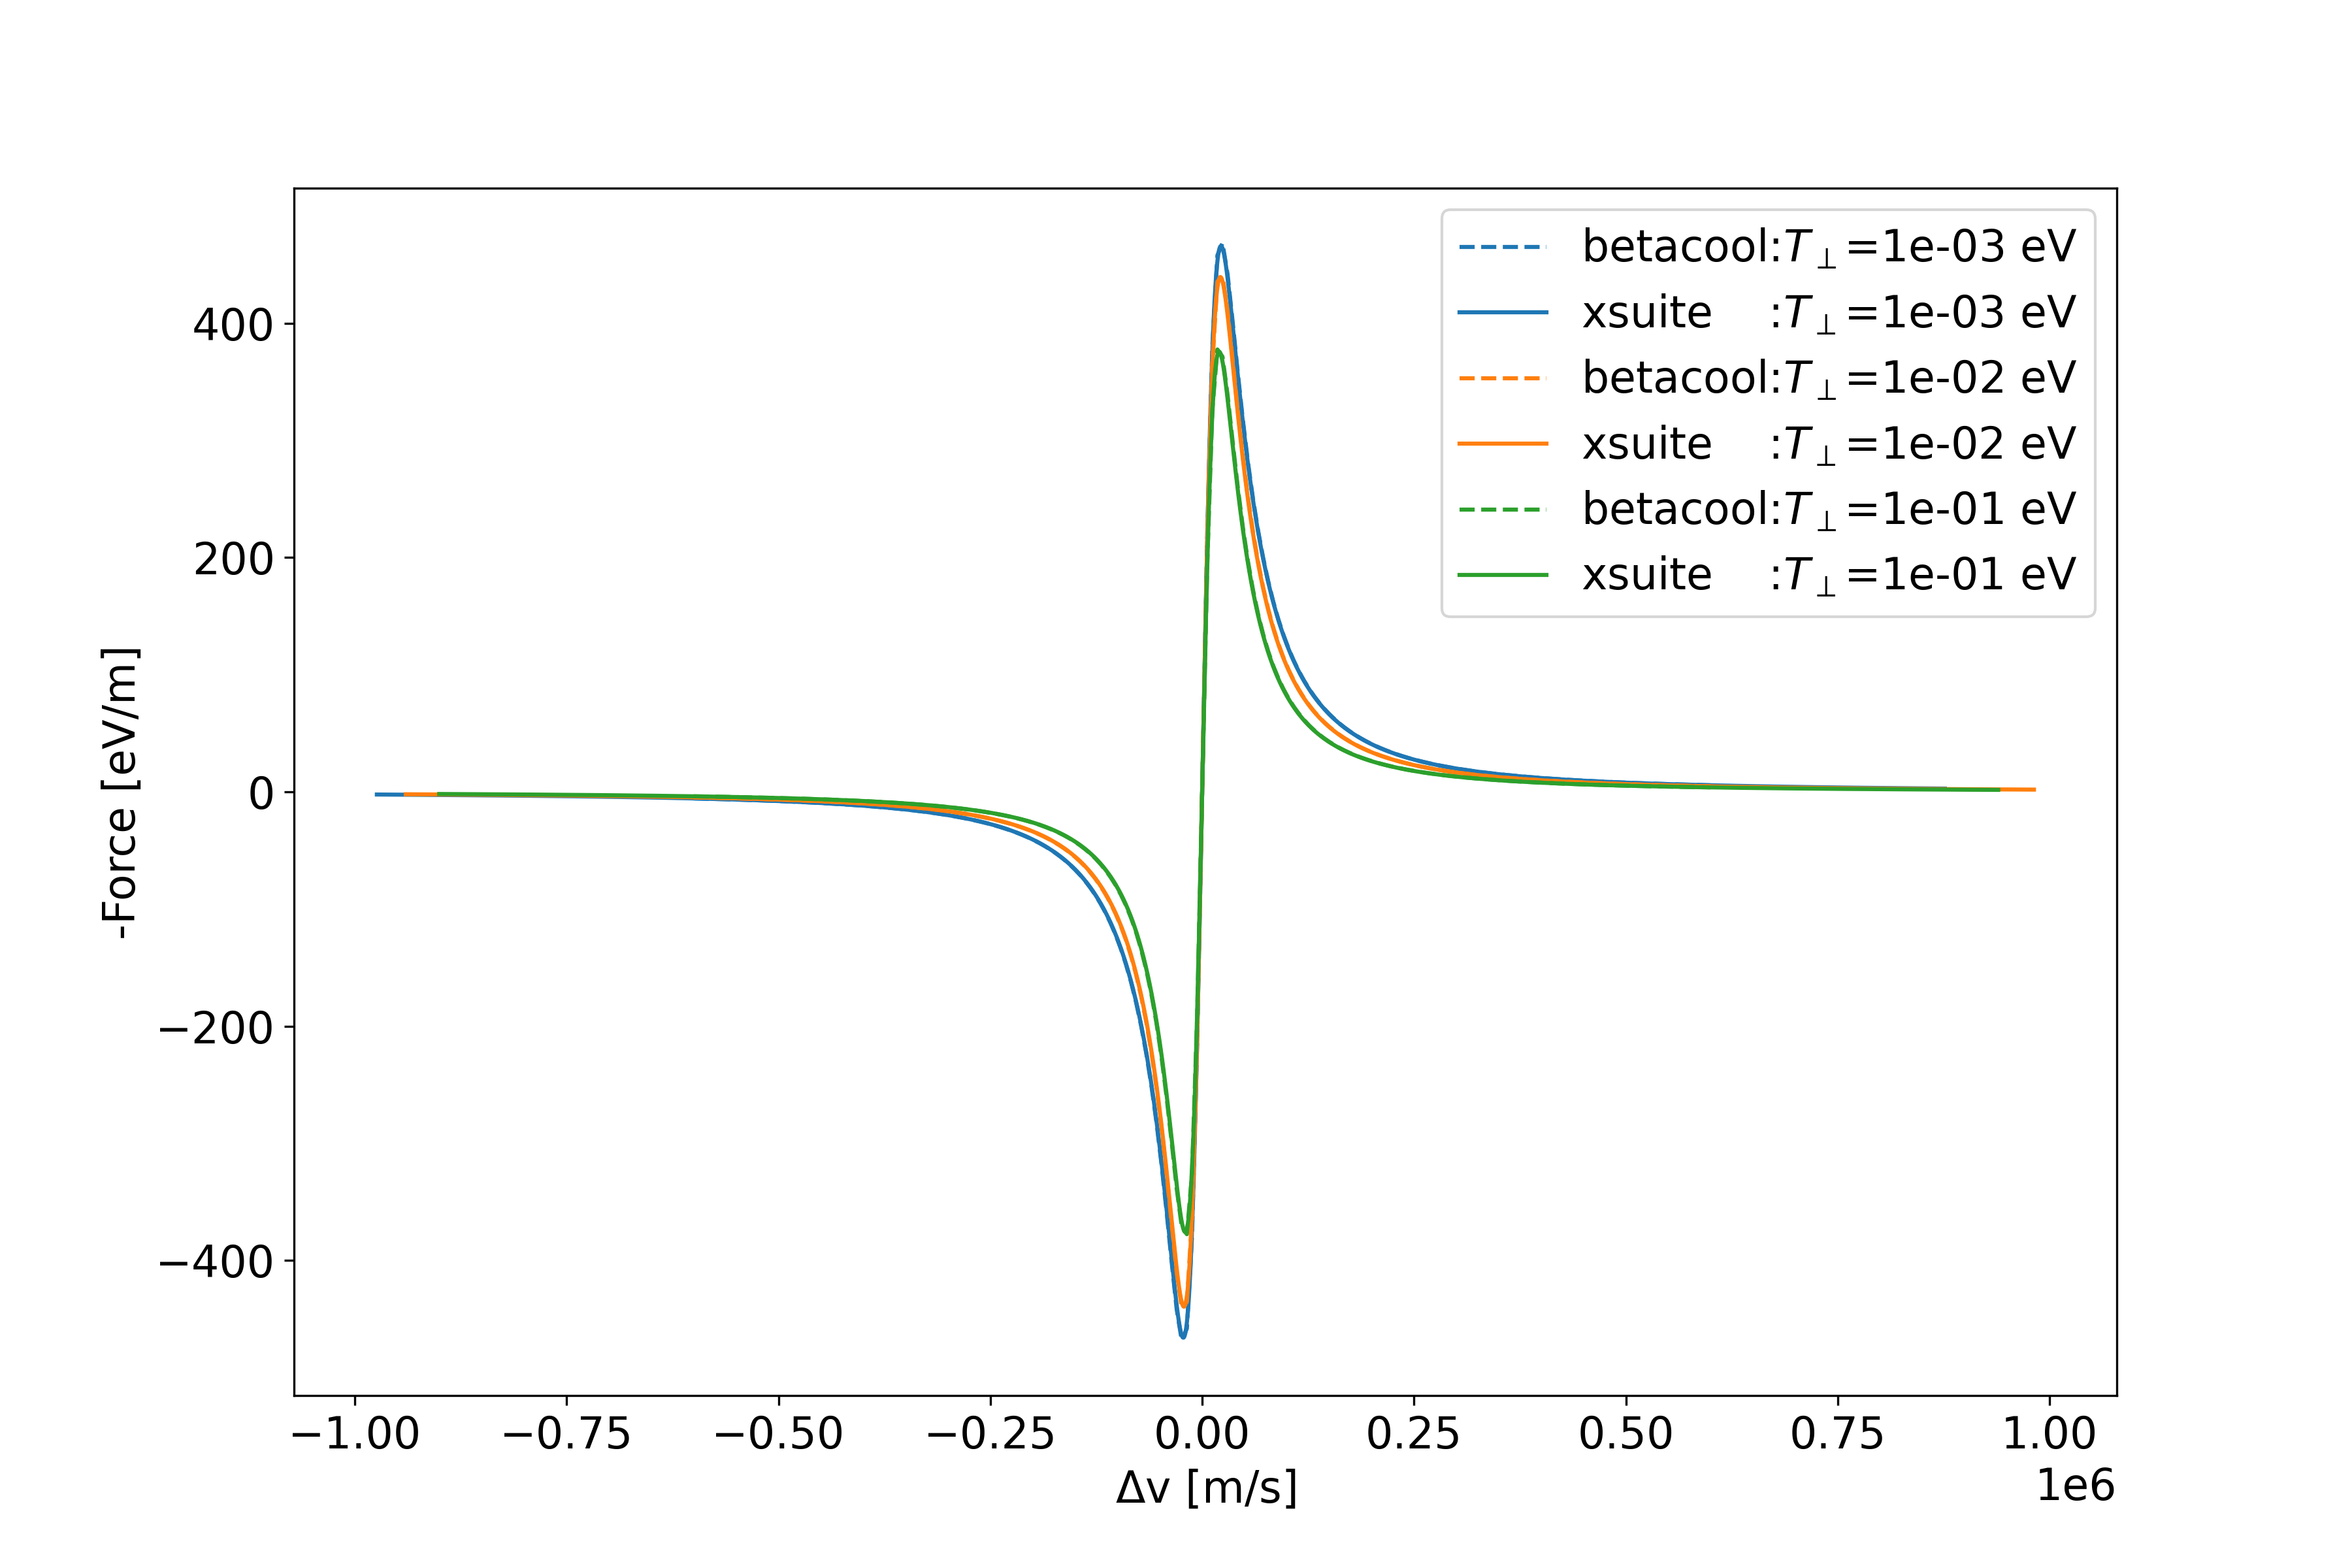 betacool:T⊥=1e-03 eV
xsuite    :T⊥=1e-03 eV
betacool:T⊥=1e-02 eV
xsuite    :T⊥=1e-02 eV
betacool:T⊥=1e-01 eV
xsuite    :T⊥=1e-01 eV
400
200
0
−200
−400
-Force [eV/m]
−1.00 −0.75 −0.50 −0.25 0.00 0.25 0.50 0.75 1.00
Δv [m/s]
1e6